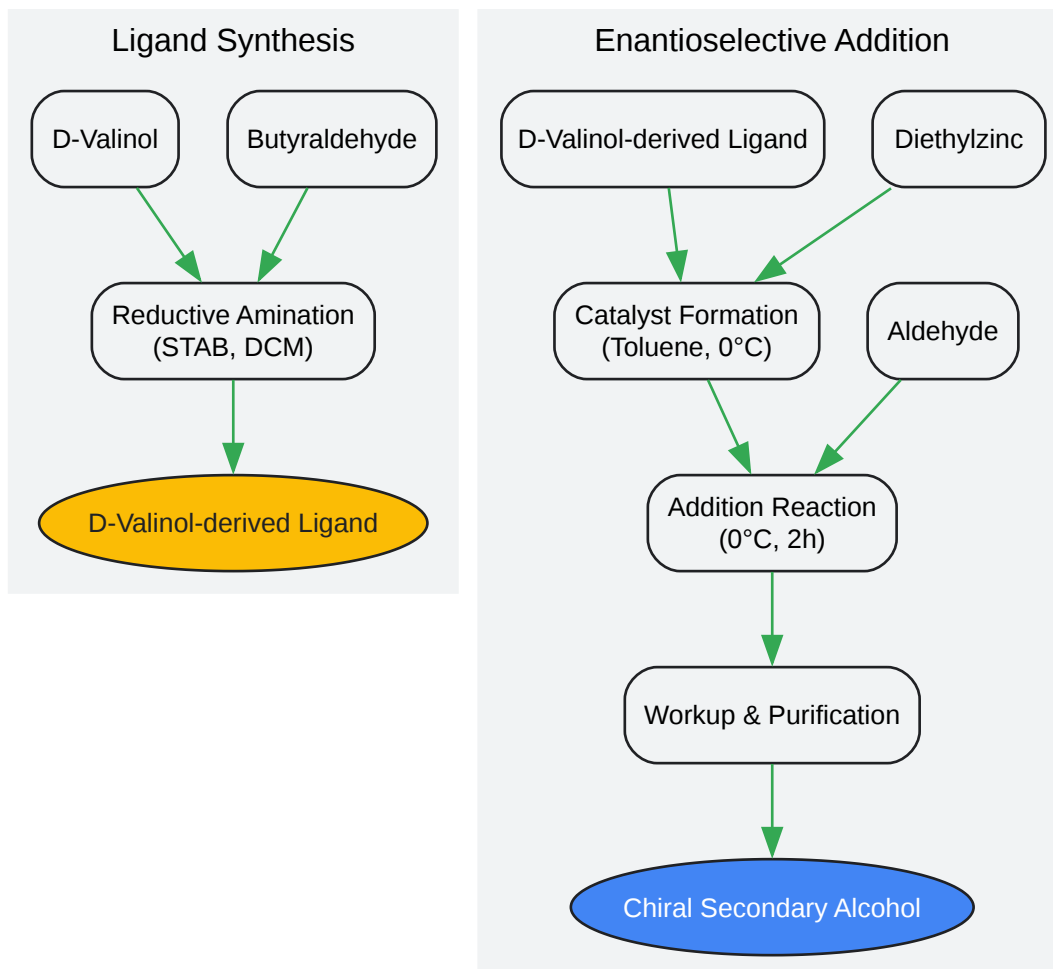 Ligand Synthesis
D-Valinol
Butyraldehyde
Reductive Amination
(STAB, DCM)
D-Valinol-derived Ligand
Enantioselective Addition
D-Valinol-derived Ligand
Diethylzinc
Catalyst Formation
(Toluene, 0°C)
Aldehyde
Addition Reaction
(0°C, 2h)
Workup & Purification
Chiral Secondary Alcohol